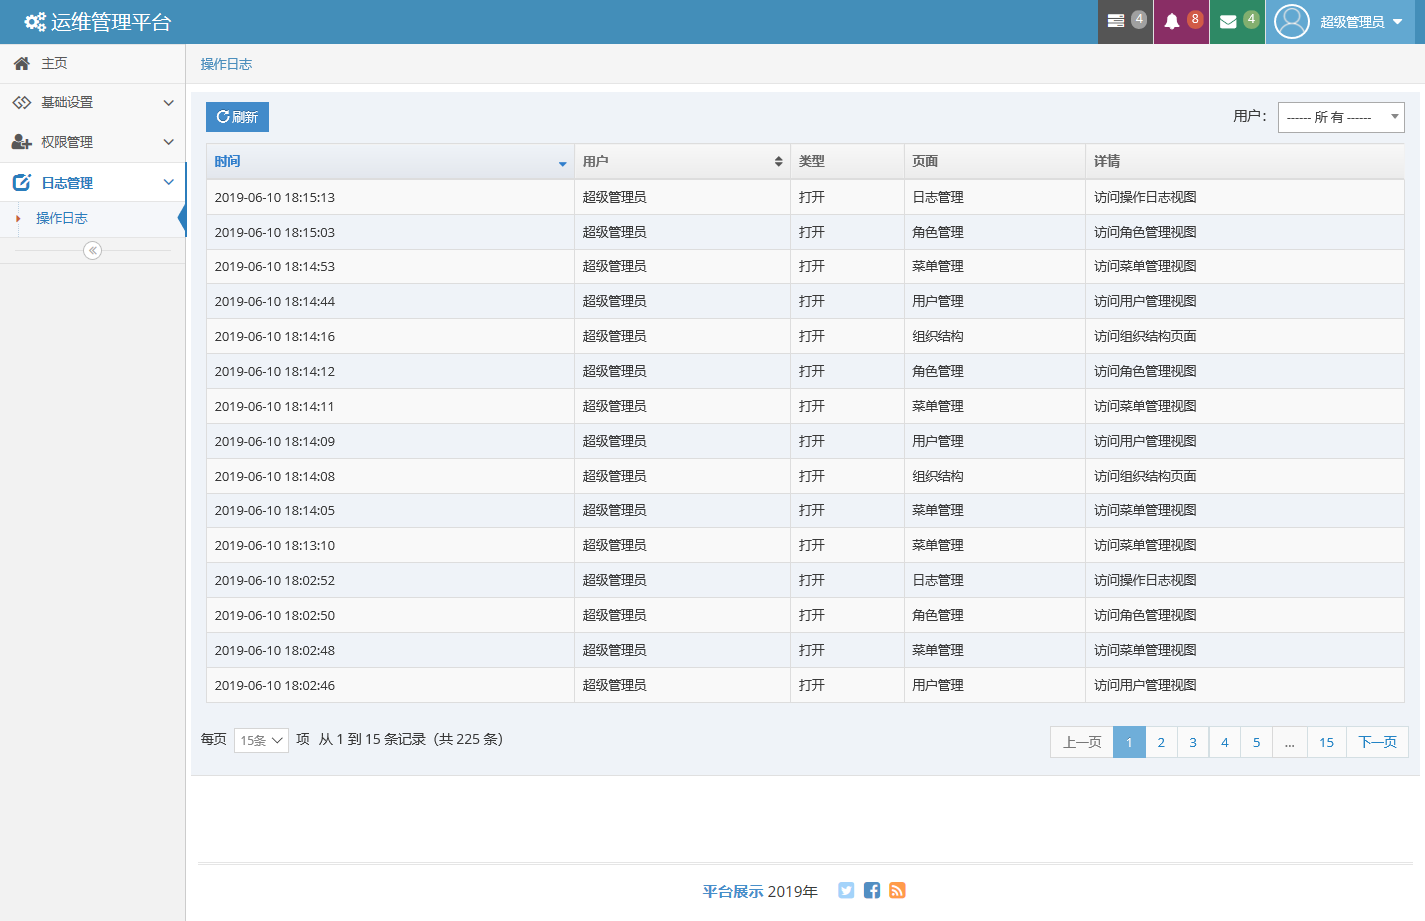 运维管理平台 4 8 4 超级管理员
主页
基础设置
权限管理
日志管理
操作日志
操作日志
刷新 用户: ------ 所 有 ------
时间 用户 类型 页面 详情
2019-06-10 18:15:13 超级管理员 打开 日志管理 访问操作日志视图
2019-06-10 18:15:03 超级管理员 打开 角色管理 访问角色管理视图
2019-06-10 18:14:53 超级管理员 打开 菜单管理 访问菜单管理视图
2019-06-10 18:14:44 超级管理员 打开 用户管理 访问用户管理视图
2019-06-10 18:14:16 超级管理员 打开 组织结构 访问组织结构页面
2019-06-10 18:14:12 超级管理员 打开 角色管理 访问角色管理视图
2019-06-10 18:14:11 超级管理员 打开 菜单管理 访问菜单管理视图
2019-06-10 18:14:09 超级管理员 打开 用户管理 访问用户管理视图
2019-06-10 18:14:08 超级管理员 打开 组织结构 访问组织结构页面
2019-06-10 18:14:05 超级管理员 打开 菜单管理 访问菜单管理视图
2019-06-10 18:13:10 超级管理员 打开 菜单管理 访问菜单管理视图
2019-06-10 18:02:52 超级管理员 打开 日志管理 访问操作日志视图
2019-06-10 18:02:50 超级管理员 打开 角色管理 访问角色管理视图
2019-06-10 18:02:48 超级管理员 打开 菜单管理 访问菜单管理视图
2019-06-10 18:02:46 超级管理员 打开 用户管理 访问用户管理视图
每页 15条 项 从 1 到 15 条记录 (共 225 条) 上一页 1 2 3 4 5 ... 15 下一页
平台展示 2019年